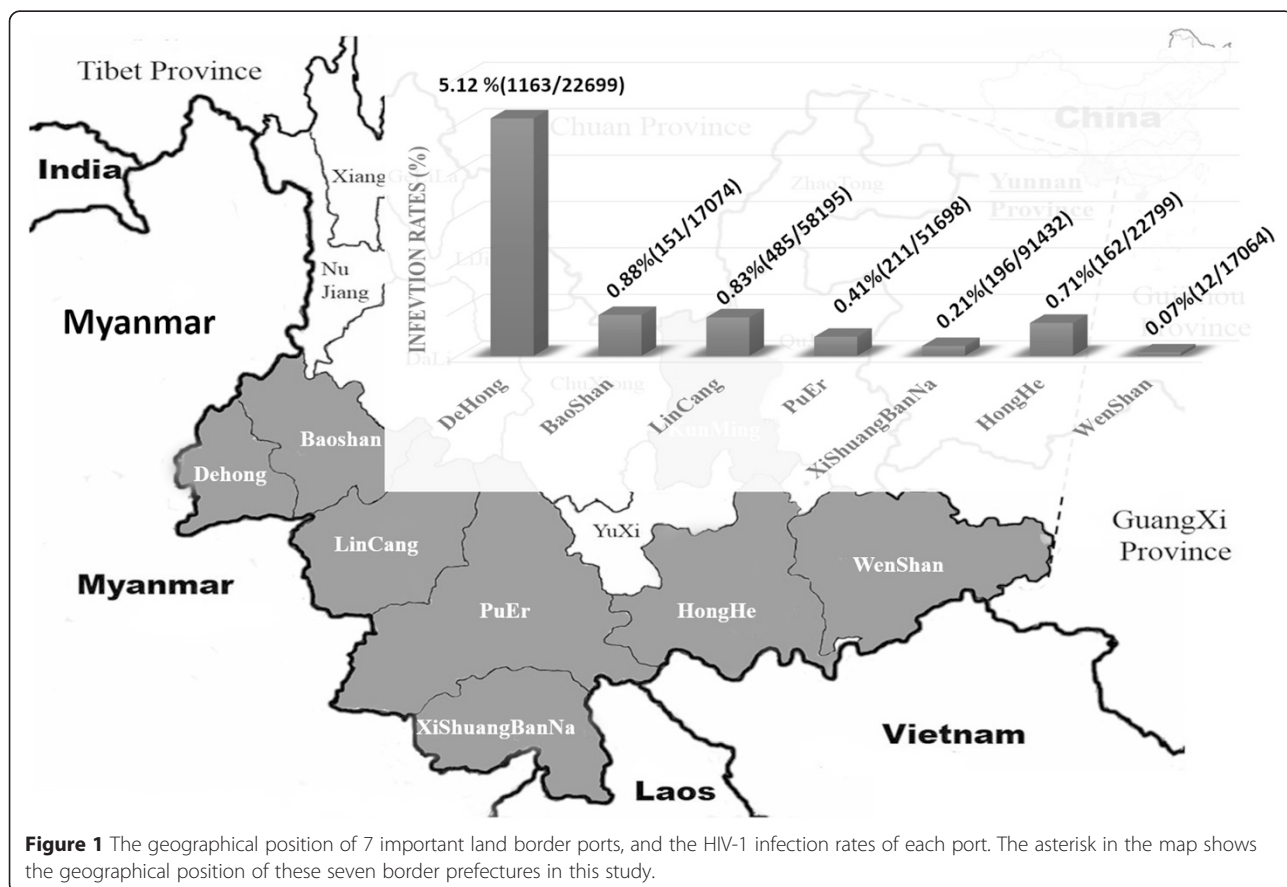 Tibet Province
5.12 %(1163/22699)
0.88%(151/17074)
0.83%(485/58195)
0.41%(211/51698)
0.21%(196/91432)
0.71%(162/22799)
0.07%(12/17064)
India
Chuan Province
China
Xiang
ZhaoTong
Yunnan
Province
INFEVTION RATES (%)
Nu
Jiang
Myanmar
DaLi
ChuXiong
Province
DeHong
BaoShan
LinCang
PuEr
XiShuangBanNa
HongHe
WenShan
KunMing
Baoshan
Dehong
LinCang
YuXi
GuangXi
Province
WenShan
Myanmar
PuEr
HongHe
XiShuangBanNa
Vietnam
Laos
Figure 1 The geographical position of 7 important land border ports, and the HIV-1 infection rates of each port. The asterisk in the map shows
the geographical position of these seven border prefectures in this study.